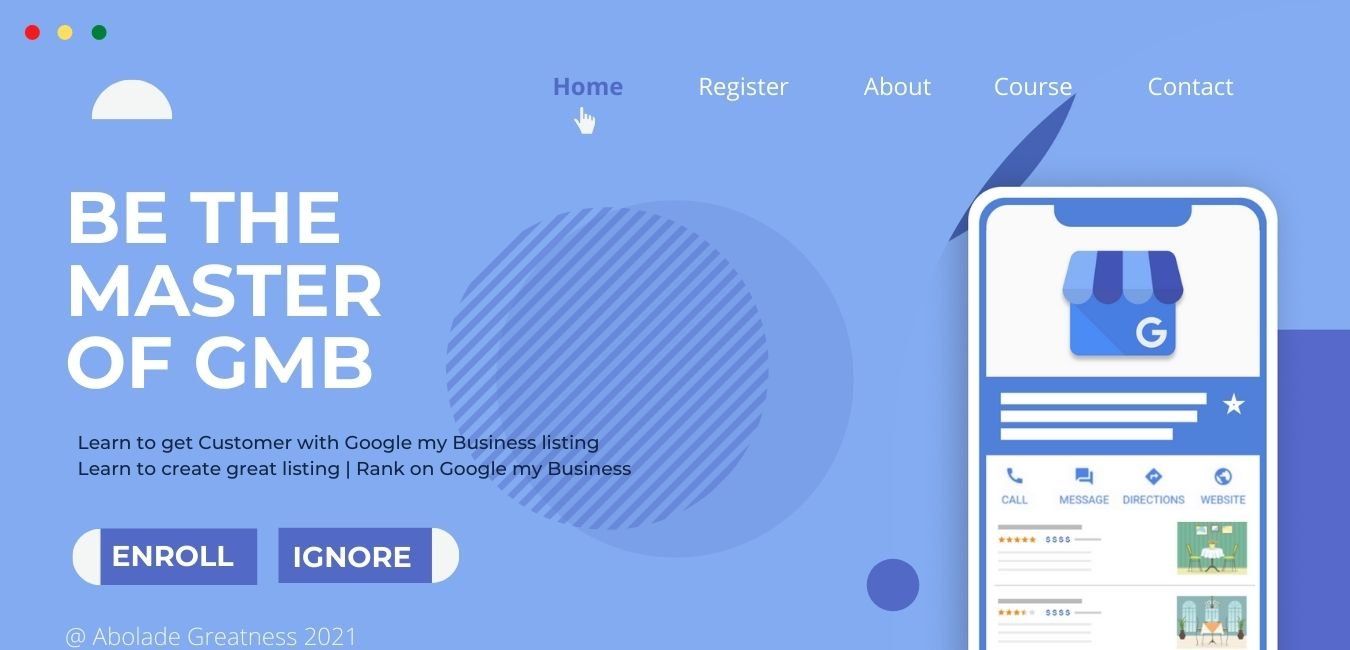 Home Register About Course Contact
BE THE
MASTER
OF GMB
Learn to get Customer with Google my Business listing
Learn to create great listing | Rank on Google my Business
ENROLL IGNORE
@ Abolade Greatness 2021
G
CALL MESSAGE DIRECTIONS WEBSITE
$$$$
$$$$